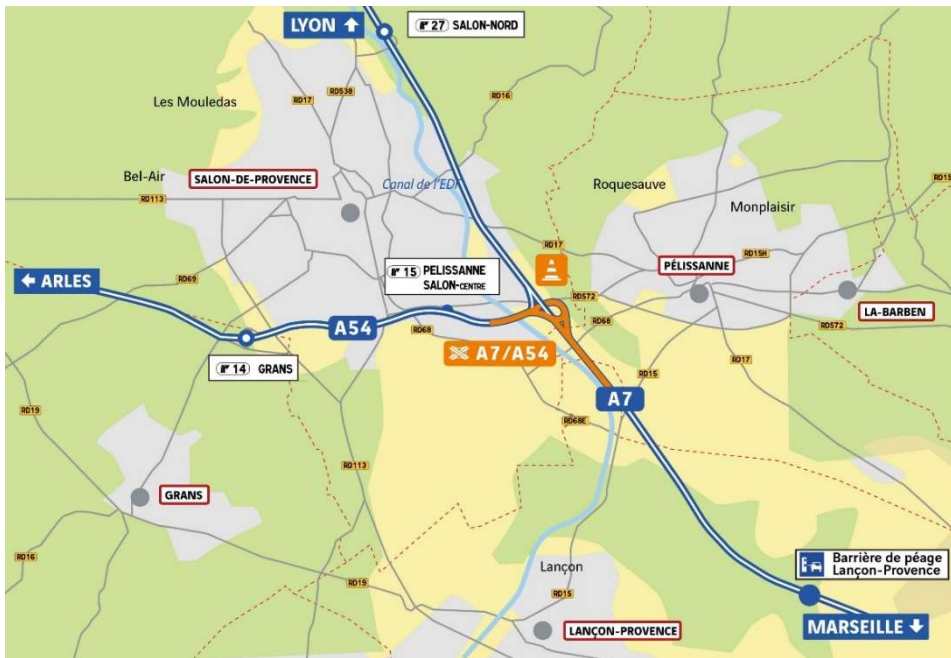 LYON ↑
27 SALON-NORD
RD538
RD17
RD16
Les Mouledas
Bel-Air
SALON-DE-PROVENCE
Canal de l'EDF
Roquesauve
Monplaisir
RD113
RD17
RD15H
← ARLES
RD69
15 PELISSANNE
SALON-CENTRE
PÉLISSANNE
RD572
LA-BARBEN
A54
RD68
RD68
RD572
A7/A54
14 GRANS
RD17
RD15
A7
RD19
RD68E
RD113
GRANS
RD16
Lançon
Barrière de péage
Lançon-Provence
RD19
RD15
LANÇON-PROVENCE
MARSEILLE ↓